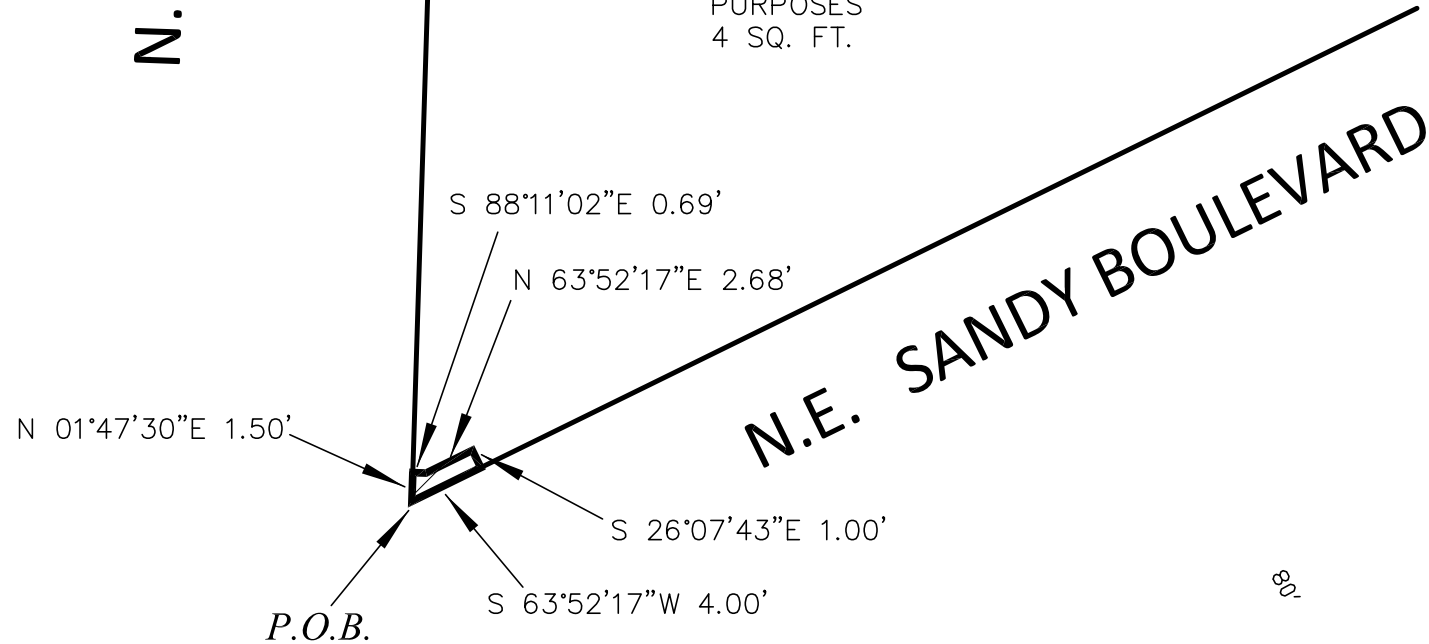 N.
PURPOSES
4 SQ. FT.
S 88°11'02"E 0.69'
N 63°52'17"E 2.68'
N.E. SANDY BOULEVARD
N 01°47'30"E 1.50'
S 26°07'43"E 1.00'
80'
S 63°52'17"W 4.00'
P.O.B.